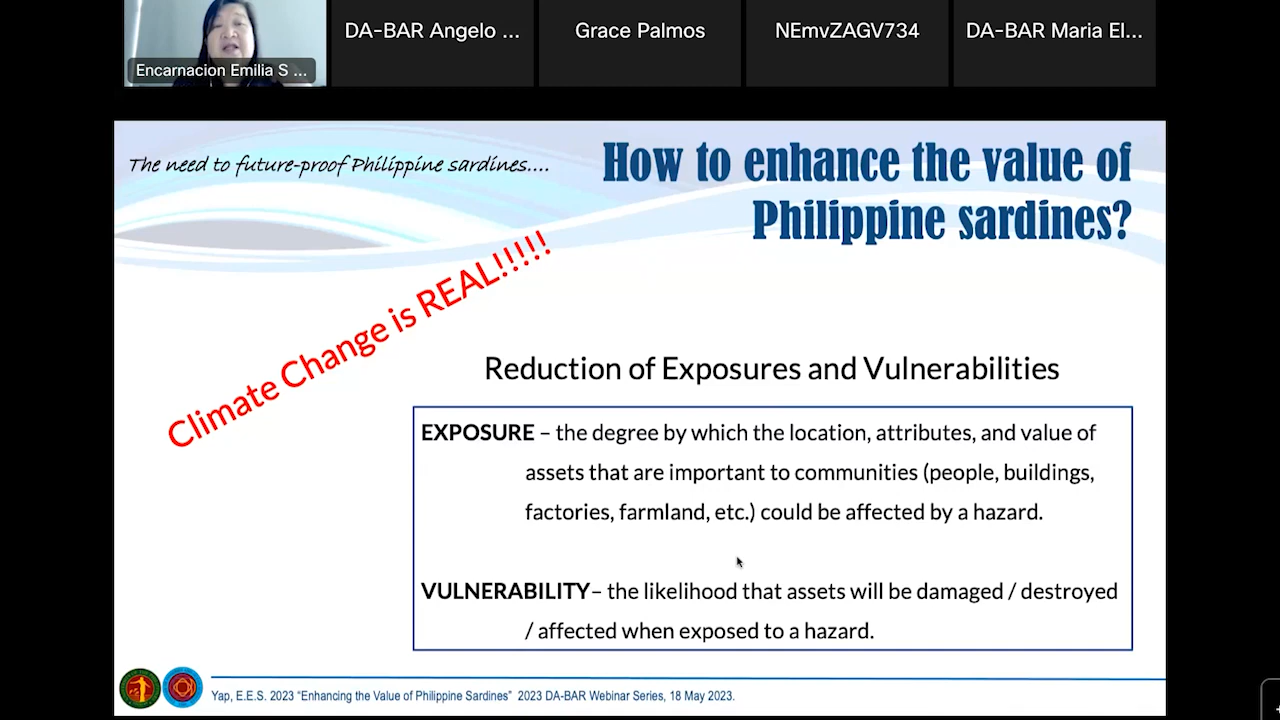 DA-BAR Angelo ...
Grace Palmos
NEmvZAGV734
DA-BAR Maria El...
Encarnacion Emilia S ...
The need to future-proof Philippine sardines....
How to enhance the value of
Philippine sardines?
Climate Change is REAL!!!!!
Reduction of Exposures and Vulnerabilities
EXPOSURE – the degree by which the location, attributes, and value of
assets that are important to communities (people, buildings,
factories, farmland, etc.) could be affected by a hazard.
VULNERABILITY– the likelihood that assets will be damaged / destroyed
/ affected when exposed to a hazard.
Yap, E.E.S. 2023 “Enhancing the Value of Philippine Sardines” 2023 DA-BAR Webinar Series, 18 May 2023.